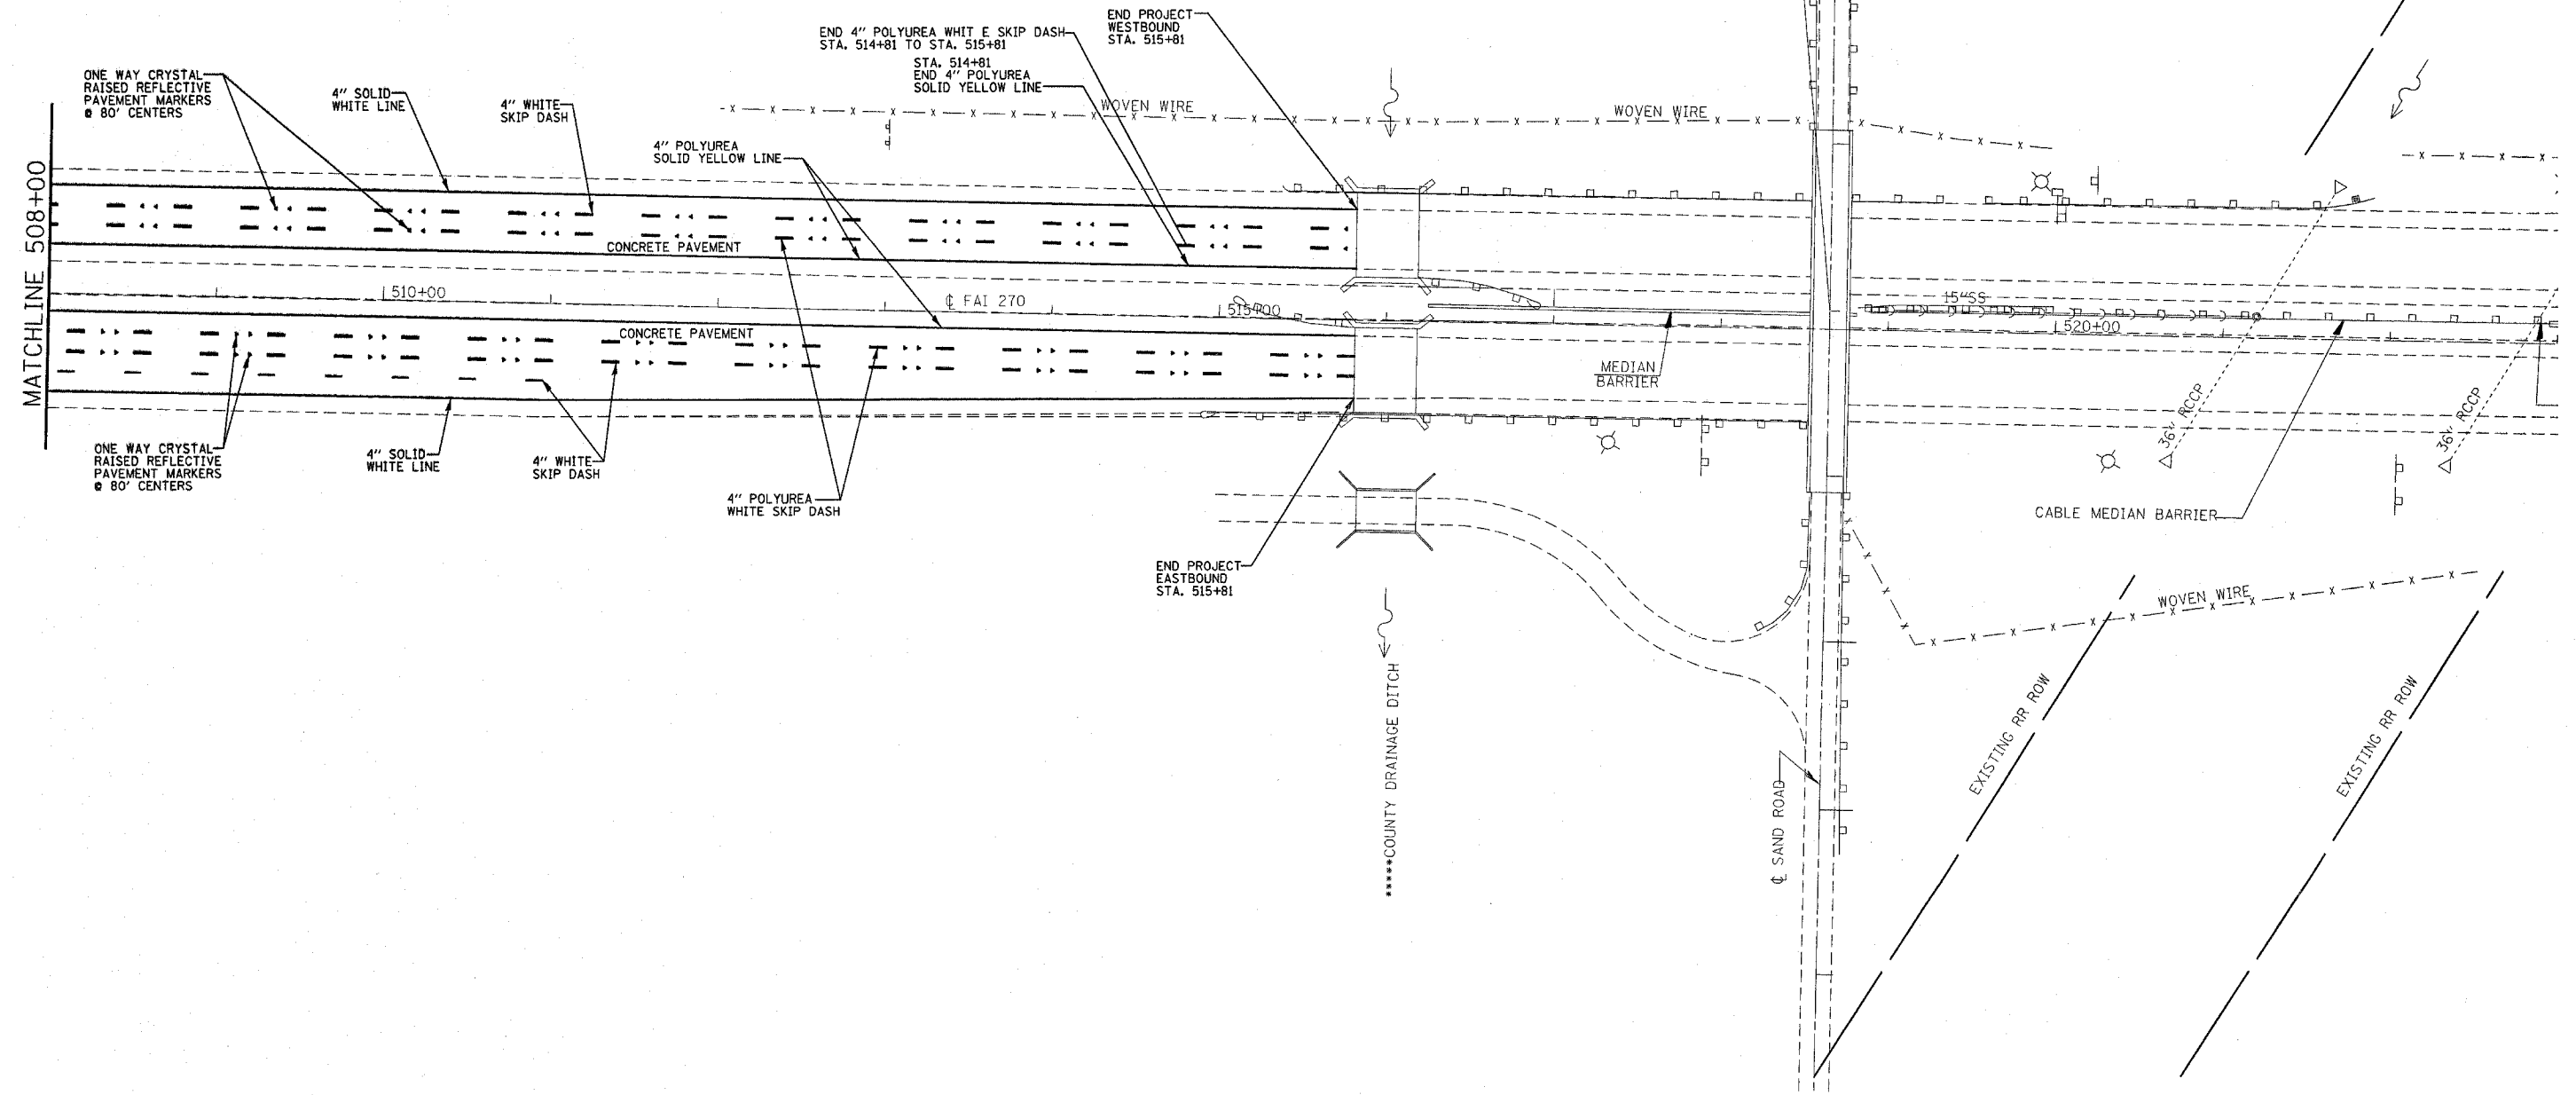 END PROJECT
WESTBOUND
STA. 515+81
END 4" POLYUREA WHIT E SKIP DASH
STA. 514+81 TO STA. 515+81
STA. 514+81
END 4" POLYUREA
SOLID YELLOW LINE
ONE WAY CRYSTAL
RAISED REFLECTIVE
PAVEMENT MARKERS
@ 80' CENTERS
4" SOLID
WHITE LINE
4" WHITE
SKIP DASH
WOVEN WIRE
WOVEN WIRE
4" POLYUREA
SOLID YELLOW LINE
MATCHLINE 508+00
CONCRETE PAVEMENT
510+00
℄ FAI 270
515+00
15"SS
520+00
CONCRETE PAVEMENT
MEDIAN
BARRIER
36" RCCP
36" RCCP
ONE WAY CRYSTAL
RAISED REFLECTIVE
PAVEMENT MARKERS
@ 80' CENTERS
4" SOLID
WHITE LINE
4" WHITE
SKIP DASH
4" POLYUREA
WHITE SKIP DASH
CABLE MEDIAN BARRIER
END PROJECT
EASTBOUND
STA. 515+81
WOVEN WIRE
*****COUNTY DRAINAGE DITCH
℄ SAND ROAD
EXISTING RR ROW
EXISTING RR ROW